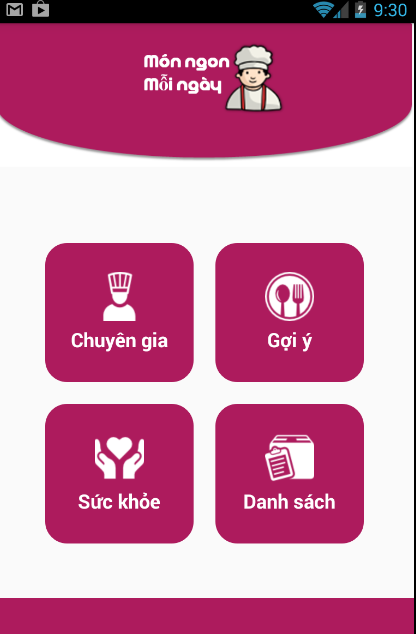 9:30
Món ngon
Mỗi ngày
Chuyên gia
Gợi ý
Sức khỏe
Danh sách